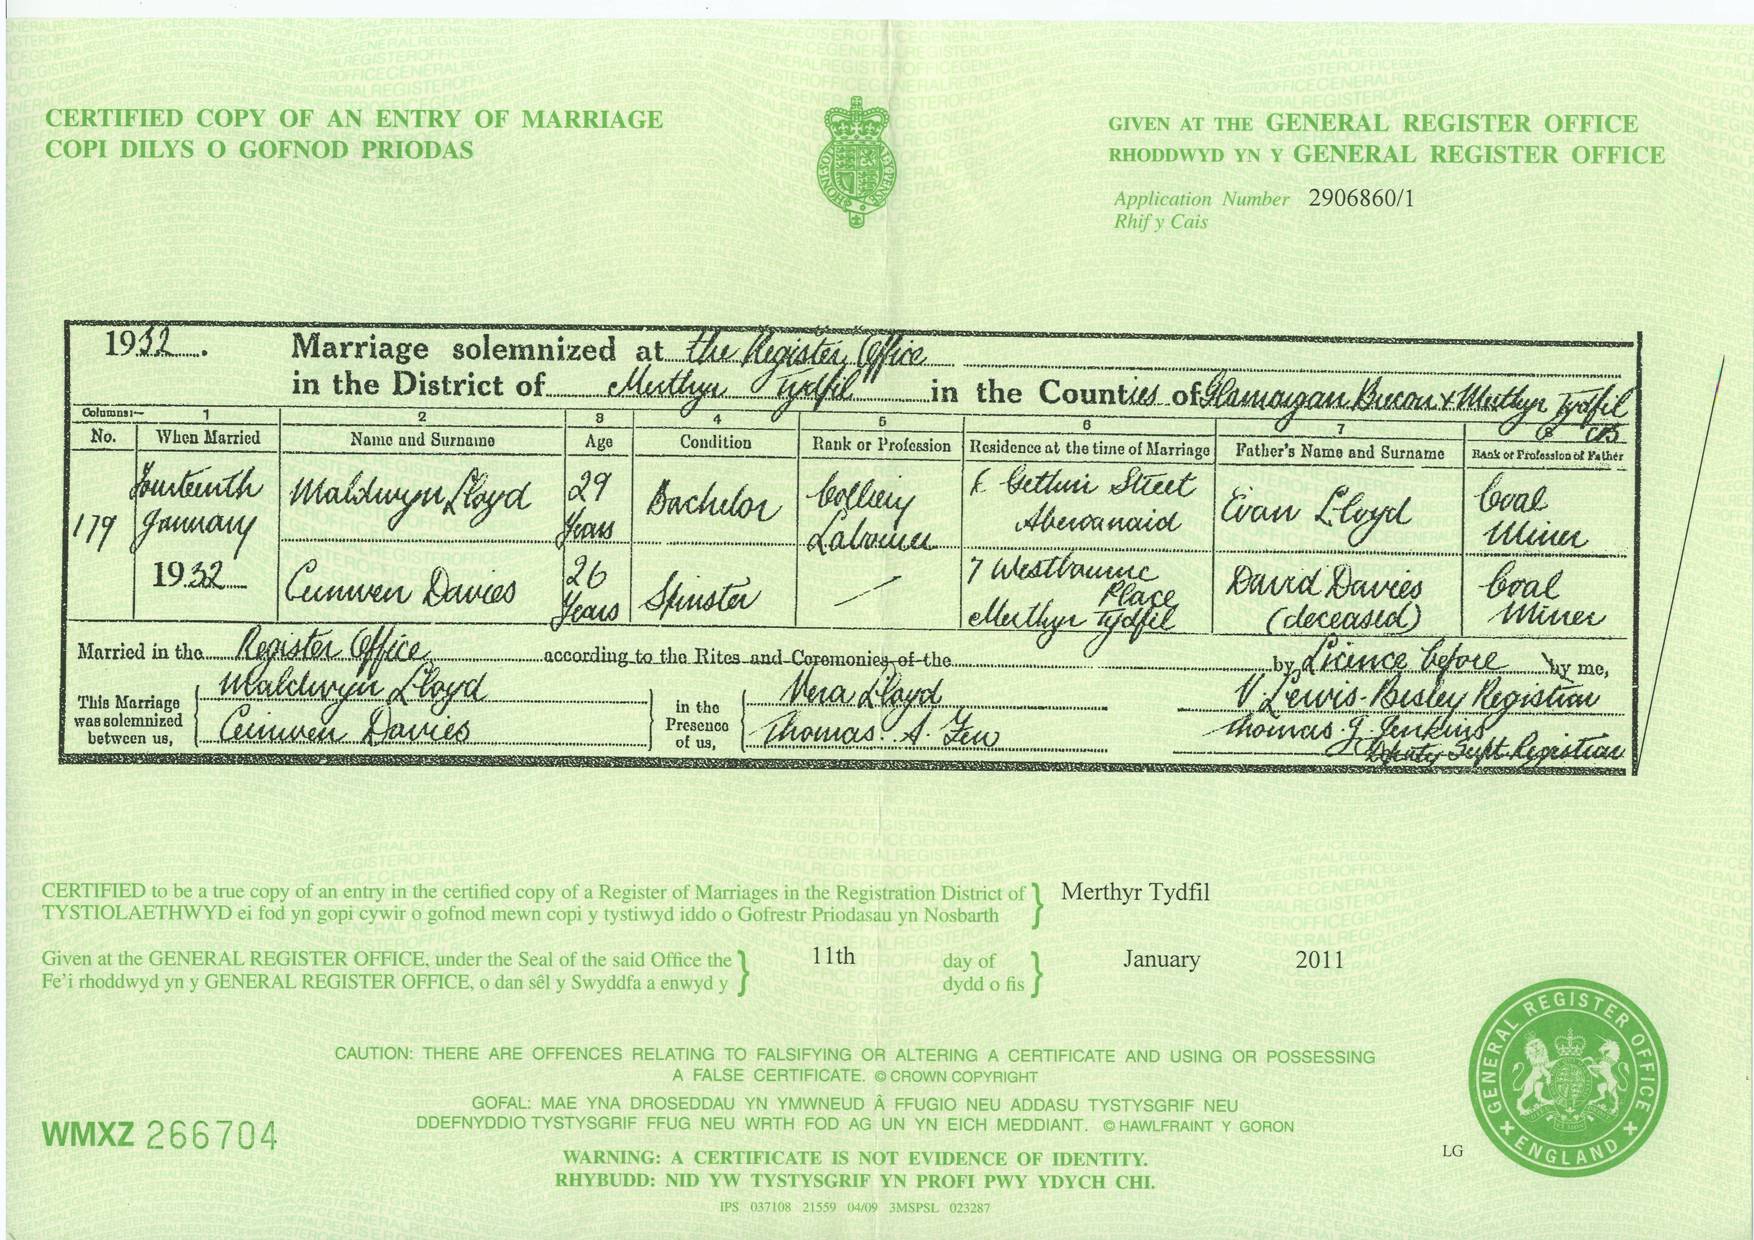 CERTIFIED COPY OF AN ENTRY OF MARRIAGE
COPI DILYS O GOFNOD PRIODAS
GIVEN AT THE GENERAL REGISTER OFFICE
RHODDWYD YN Y GENERAL REGISTER OFFICE
Application Number 2906860/1
Rhif y Cais
1932. Marriage solemnized at the Register Office
in the District of Merthyr Tydfil in the Counties of Glamorgan Brecon & Merthyr Tydfil
Columns:— 1 2 3 4 5 6 7 8 CMB
No. When Married Name and Surname Age Condition Rank or Profession Residence at the time of Marriage Father's Name and Surname Rank or Profession of Father
179 Fourteenth January 1932
Maldwyn Lloyd 29 Years Bachelor Colliery Labourer Gethin Street Abercanaid Evan Lloyd Coal Miner
Ceinwen Davies 26 Years Spinster — 7 Westbourne Place Merthyr Tydfil David Davies (deceased) Coal Miner
Married in the Register Office according to the Rites and Ceremonies of the by Licence before by me,
This Marriage was solemnized between us,
Maldwyn Lloyd
Ceinwen Davies
in the Presence of us,
Vera Lloyd
Thomas. A. Few
V. Lewis-Bisley Registrar
Thomas. J. Jenkins
Deputy Supt. Registrar
CERTIFIED to be a true copy of an entry in the certified copy of a Register of Marriages in the Registration District of Merthyr Tydfil
TYSTIOLAETHWYD ei fod yn gopi cywir o gofnod mewn copi y tystiwyd iddo o Gofrestr Priodasau yn Nosbarth
Given at the GENERAL REGISTER OFFICE, under the Seal of the said Office the 11th day of January 2011
Fe'i rhoddwyd yn y GENERAL REGISTER OFFICE, o dan sêl y Swyddfa a enwyd y dydd o fis
CAUTION: THERE ARE OFFENCES RELATING TO FALSIFYING OR ALTERING A CERTIFICATE AND USING OR POSSESSING
A FALSE CERTIFICATE. © CROWN COPYRIGHT
GOFAL: MAE YNA DROSEDDAU YN YMWNEUD Â FFUGIO NEU ADDASU TYSTYSGRIF NEU
DDEFNYDDIO TYSTYSGRIF FFUG NEU WRTH FOD AG UN YN EICH MEDDIANT. © HAWLFRAINT Y GORON
WMXZ 266704
WARNING: A CERTIFICATE IS NOT EVIDENCE OF IDENTITY.
RHYBUDD: NID YW TYSTYSGRIF YN PROFI PWY YDYCH CHI.
IPS 037108 21559 04/09 3MSPSL 023287
LG
GENERAL REGISTER OFFICE
ENGLAND